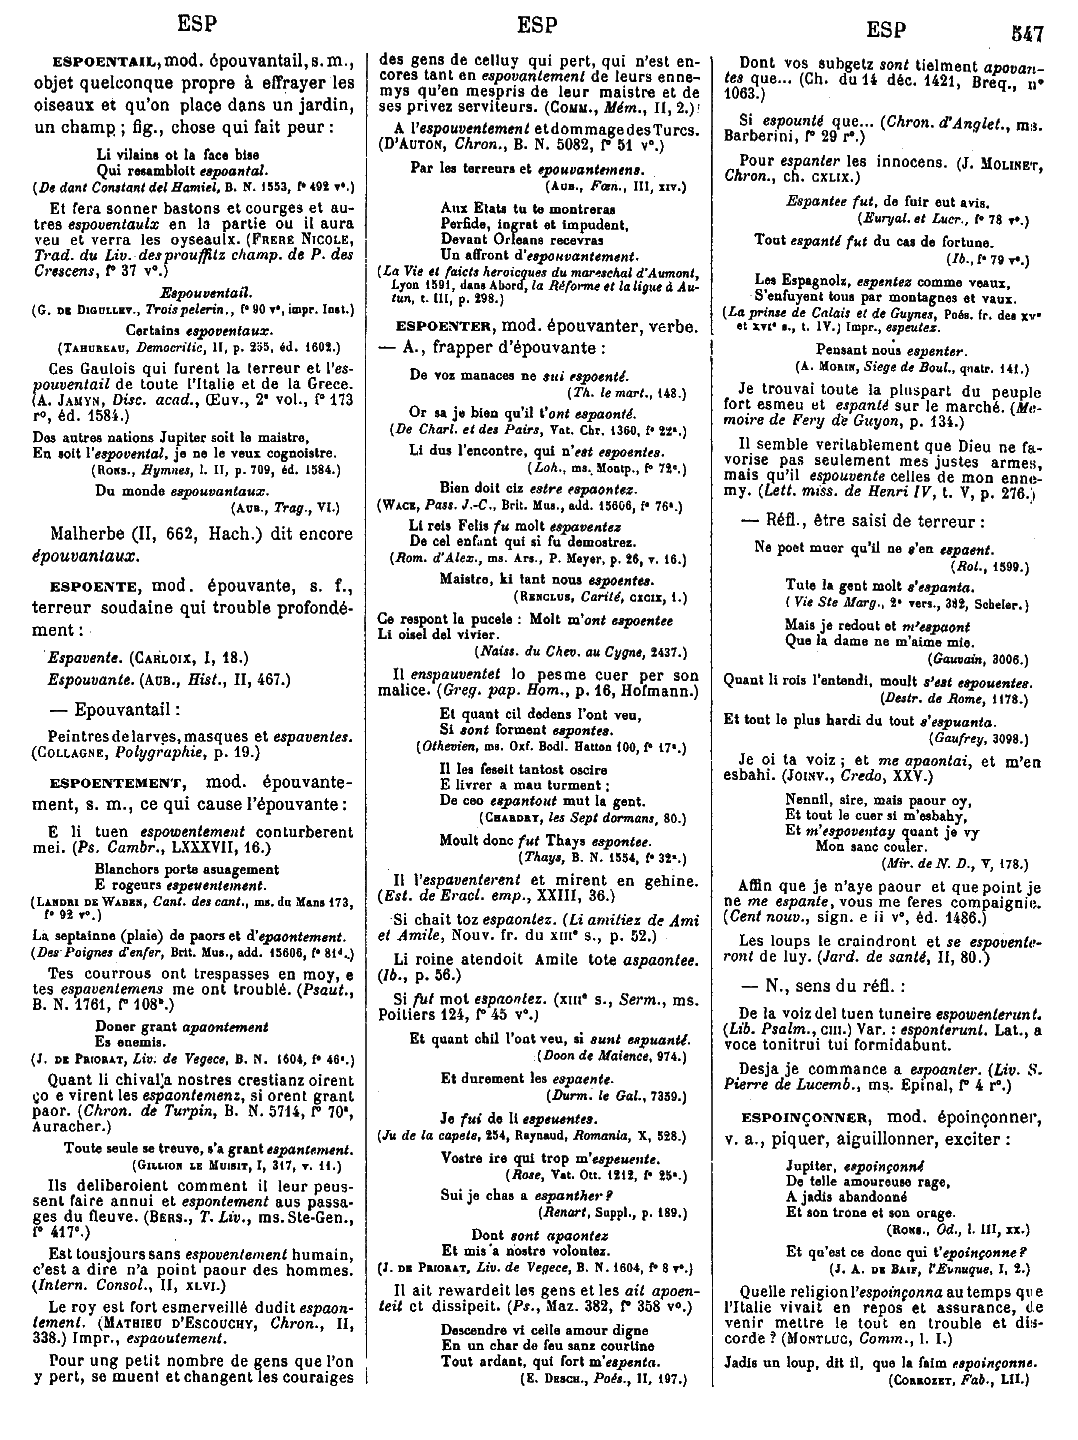 ESP
ESP
ESP
547
ESPOENTAIL, mod. épouvantail, s. m.,
objet quelconque propre à effrayer les
oiseaux et qu'on place dans un jardin,
un champ ; fig., chose qui fait peur :
Li vilains ot la face bise
Qui resambloit espoantal.
(De dant Constant del Hamiel, B. N. 1553, f° 492 v°.)
Et fera sonner bastons et courges et au-
tres espoventaulx en la partie ou il aura
veu et verra les oyseaulx. (FRERE NICOLE,
Trad. du Liv. des prouffitz champ. de P. des
Crescens, f° 37 v°.)
Espouventail.
(G. DE DIGULLEV., Trois pelerin., f° 90 v°, impr. Inst.)
Certains espoventaux.
(TAHUREAU, Democritic, II, p. 255, éd. 1602.)
Ces Gaulois qui furent la terreur et l'es-
pouventail de toute l'Italie et de la Grece.
(A. JAMYN, Disc. acad., Œuv., 2° vol., f° 173
r°, éd. 1584.)
Des autres nations Jupiter soit le maistre,
En soit l'espovental, je ne le veux cognoistre.
(RONS., Hymnes, l. II, p. 709, éd. 1584.)
Du monde espouvantaux.
(AUB., Trag., VI.)
Malherbe (II, 662, Hach.) dit encore
épouvantaux.
ESPOENTE, mod. épouvante, s. f.,
terreur soudaine qui trouble profondé-
ment :
Espavente. (CARLOIX, I, 18.)
Espouvante. (AUB., Hist., II, 467.)
— Epouvantail :
Peintres de larves, masques et espaventes.
(COLLAGNE, Polygraphie, p. 19.)
ESPOENTEMENT, mod. épouvante-
ment, s. m., ce qui cause l'épouvante :
E li tuen espowentement conturberent
mei. (Ps. Cambr., LXXXVII, 16.)
Blanchors porte asuagement
E rogeurs espeuentement.
(LANDRI DE WABEN, Cant. des cant., ms. du Mans 173,
f° 92 v°.)
La septainne (plaie) de paors et d'epaontement.
(Des Poignes d'enfer, Brit. Mus., add. 15606, f° 81ᵈ.)
Tes courrous ont trespasses en moy, e
tes espaventemens me ont troublé. (Psaut.,
B. N. 1761, f° 108ᵃ.)
Doner grant apaontement
Es enemis.
(J. DE PRIORAT, Liv. de Vegece, B. N. 1604, f° 46ᵃ.)
Quant li chival'a nostres crestianz oirent
ço e virent les espaontemenz, si orent grant
paor. (Chron. de Turpin, B. N. 5714, f° 70ᵃ,
Auracher.)
Toute seule se treuve, s'a grant espantement.
(GILLION LE MUISIT, I, 317, v. 11.)
Ils deliberoient comment il leur peus-
sent faire annui et espontement aus passa-
ges du fleuve. (BERS., T. Liv., ms. Ste-Gen.,
f° 417ᶜ.)
Est tousjours sans espoventement humain,
c'est a dire n'a point paour des hommes.
(Intern. Consol., II, XLVI.)
Le roy est fort esmerveillé dudit espaon-
tement. (MATHIEU D'ESCOUCHY, Chron., II,
338.) Impr., espaoutement.
Pour ung petit nombre de gens que l'on
y pert, se muent et changent les couraiges
des gens de celluy qui pert, qui n'est en-
cores tant en espovantement de leurs enne-
mys qu'en mespris de leur maistre et de
ses privez serviteurs. (COMM., Mém., II, 2.)
A l'espouventement et dommage des Turcs.
(D'AUTON, Chron., B. N. 5082, f° 51 v°.)
Par les terreurs et epouvantemens.
(AUB., Fœn., III, XIV.)
Aux Etats tu te montreras
Perfide, ingrat et impudent,
Devant Orleans recevras
Un affront d'espouvantement.
(La Vie et faicts heroicques du mareschal d'Aumont,
Lyon 1591, dans Abord, la Réforme et la ligue à Au-
tun, t. III, p. 298.)
ESPOENTER, mod. épouvanter, verbe.
— A., frapper d'épouvante :
De voz manaces ne sui espoenté.
(Th. le mart., 148.)
Or sa je bien qu'il t'ont espaonté.
(De Charl. et des Pairs, Vat. Chr. 1360, f° 22ᵃ.)
Li dus l'encontre, qui n'est espoentes.
(Loh., ms. Montp., f° 72ᵃ.)
Bien doit ciz estre espaontez.
(WACE, Pass. J.-C., Brit. Mus., add. 15606, f° 76ᵃ.)
Li reis Felis fu molt espaventez
De cel enfant qui si fu demostrez.
(Rom. d'Alex., ms. Ars., P. Meyer, p. 26, v. 16.)
Maistre, ki tant nous espoentes.
(RENCLUS, Carité, CXCIX, 1.)
Ce respont la pucele : Molt m'ont espoentee
Li oisel del vivier.
(Naiss. du Chev. au Cygne, 2437.)
Il enspauventet lo pesme cuer per son
malice. (Greg. pap. Hom., p. 16, Hofmann.)
Et quant cil dedens l'ont veu,
Si sont forment espontes.
(Othevien, ms. Oxf. Bodl. Hatton 100, f° 17ᵃ.)
Il les feseit tantost oscire
E livrer a mau turment ;
De ceo espantout mut la gent.
(CHARDRY, les Sept dormans, 80.)
Moult donc fut Thays espontee.
(Thays, B. N. 1554, f° 32ᵃ.)
Il l'espaventerent et mirent en gehine.
(Est. de Eracl. emp., XXIII, 36.)
Si chait toz espaontez. (Li amitiez de Ami
et Amile, Nouv. fr. du XIIIᵉ s., p. 52.)
Li roine atendoit Amile tote aspaontee.
(Ib., p. 56.)
Si fut mot espaontez. (XIIIᵉ s., Serm., ms.
Poitiers 124, f° 45 v°.)
Et quant chil l'ont veu, si sunt espuanté.
(Doon de Maience, 974.)
Et durement les espaente.
(Durm. le Gal., 7359.)
Je fui de li espeuentes.
(Ju de la capete, 254, Raynaud, Romania, X, 528.)
Vostre ire qui trop m'espeuente.
(Rose, Vat. Ott. 1212, f° 25ᵃ.)
Sui je chas a espanther ?
(Renart, Suppl., p. 189.)
Dont sont apaontez
Et mis a nostre volontez.
(J. DE PRIORAT, Liv. de Vegece, B. N. 1604, f° 8 v°.)
Il ait rewardeit les gens et les ait apoen-
teit et dissipeit. (Ps., Maz. 382, f° 358 v°.)
Descendre vi celle amour digne
En un char de feu sanz courtine
Tout ardant, qui fort m'espenta.
(E. DESCH., Poés., II, 197.)
Dont vos subgetz sont tielment apovan-
tes que... (Ch. du 14 déc. 1421, Breq., n°
1063.)
Si espounté que... (Chron. d'Anglet., ms.
Barberini, f° 29 r°.)
Pour espanter les innocens. (J. MOLINET,
Chron., ch. CXLIX.)
Espantee fut, de fuir eut avis.
(Euryal. et Lucr., f° 78 v°.)
Tout espanté fut du cas de fortune.
(Ib., f° 79 v°.)
Les Espagnolz, espentez comme veaux,
S'enfuyent tous par montagnes et vaux.
(La prinse de Calais et de Guynes, Poés. fr. des XVᵉ
et XVIᵉ s., t. IV.) Impr., espeutez.
Pensant nous espenter.
(A. MORIN, Siege de Boul., quatr. 141.)
Je trouvai toute la pluspart du peuple
fort esmeu et espanté sur le marché. (Me-
moire de Fery de Guyon, p. 134.)
Il semble veritablement que Dieu ne fa-
vorise pas seulement mes justes armes,
mais qu'il espouvente celles de mon enne-
my. (Lett. miss. de Henri IV, t. V, p. 276.)
— Réfl., être saisi de terreur :
Ne poet muer qu'il ne s'en espaent.
(Rol., 1599.)
Tute la gent molt s'espanta.
(Vie Ste Marg., 2ᵉ vers., 382, Scheler.)
Mais je redout et m'espaont
Que la dame ne m'aime mie.
(Gauvain, 3006.)
Quant li rois l'entendi, moult s'est espouentes.
(Destr. de Rome, 1178.)
Et tout le plus hardi du tout s'espuanta.
(Gaufrey, 3098.)
Je oi ta voiz ; et me apaontai, et m'en
esbahi. (JOINV., Credo, XXV.)
Nennil, sire, mais paour oy,
Et tout le cuer si m'esbahy,
Et m'espoventay quant je vy
Mon sanc couler.
(Mir. de N. D., V, 178.)
Affin que je n'aye paour et que point je
ne me espante, vous me feres compaignie.
(Cent nouv., sign. e ii v°, éd. 1486.)
Les loups le craindront et se espovente-
ront de luy. (Jard. de santé, II, 80.)
— N., sens du réfl. :
De la voiz del tuen tuneire espowenterunt.
(Lib. Psalm., CIII.) Var. : esponterunt. Lat., a
voce tonitrui tui formidabunt.
Desja je commance a espoanter. (Liv. S.
Pierre de Lucemb., ms. Epinal, f° 4 r°.)
ESPOINÇONNER, mod. époinçonner,
v. a., piquer, aiguillonner, exciter :
Jupiter, espoinçonné
De telle amoureuse rage,
A jadis abandonné
Et son trone et son orage.
(RONS., Od., l. III, XX.)
Et qu'est ce donc qui t'epoinçonne ?
(J. A. DE BAIF, l'Eunuque, I, 2.)
Quelle religion l'espoinçonna au temps que
l'Italie vivait en repos et assurance, de
venir mettre le tout en trouble et dis-
corde ? (MONTLUC, Comm., l. I.)
Jadis un loup, dit il, que la faim espoinçonne.
(CORROZET, Fab., LII.)